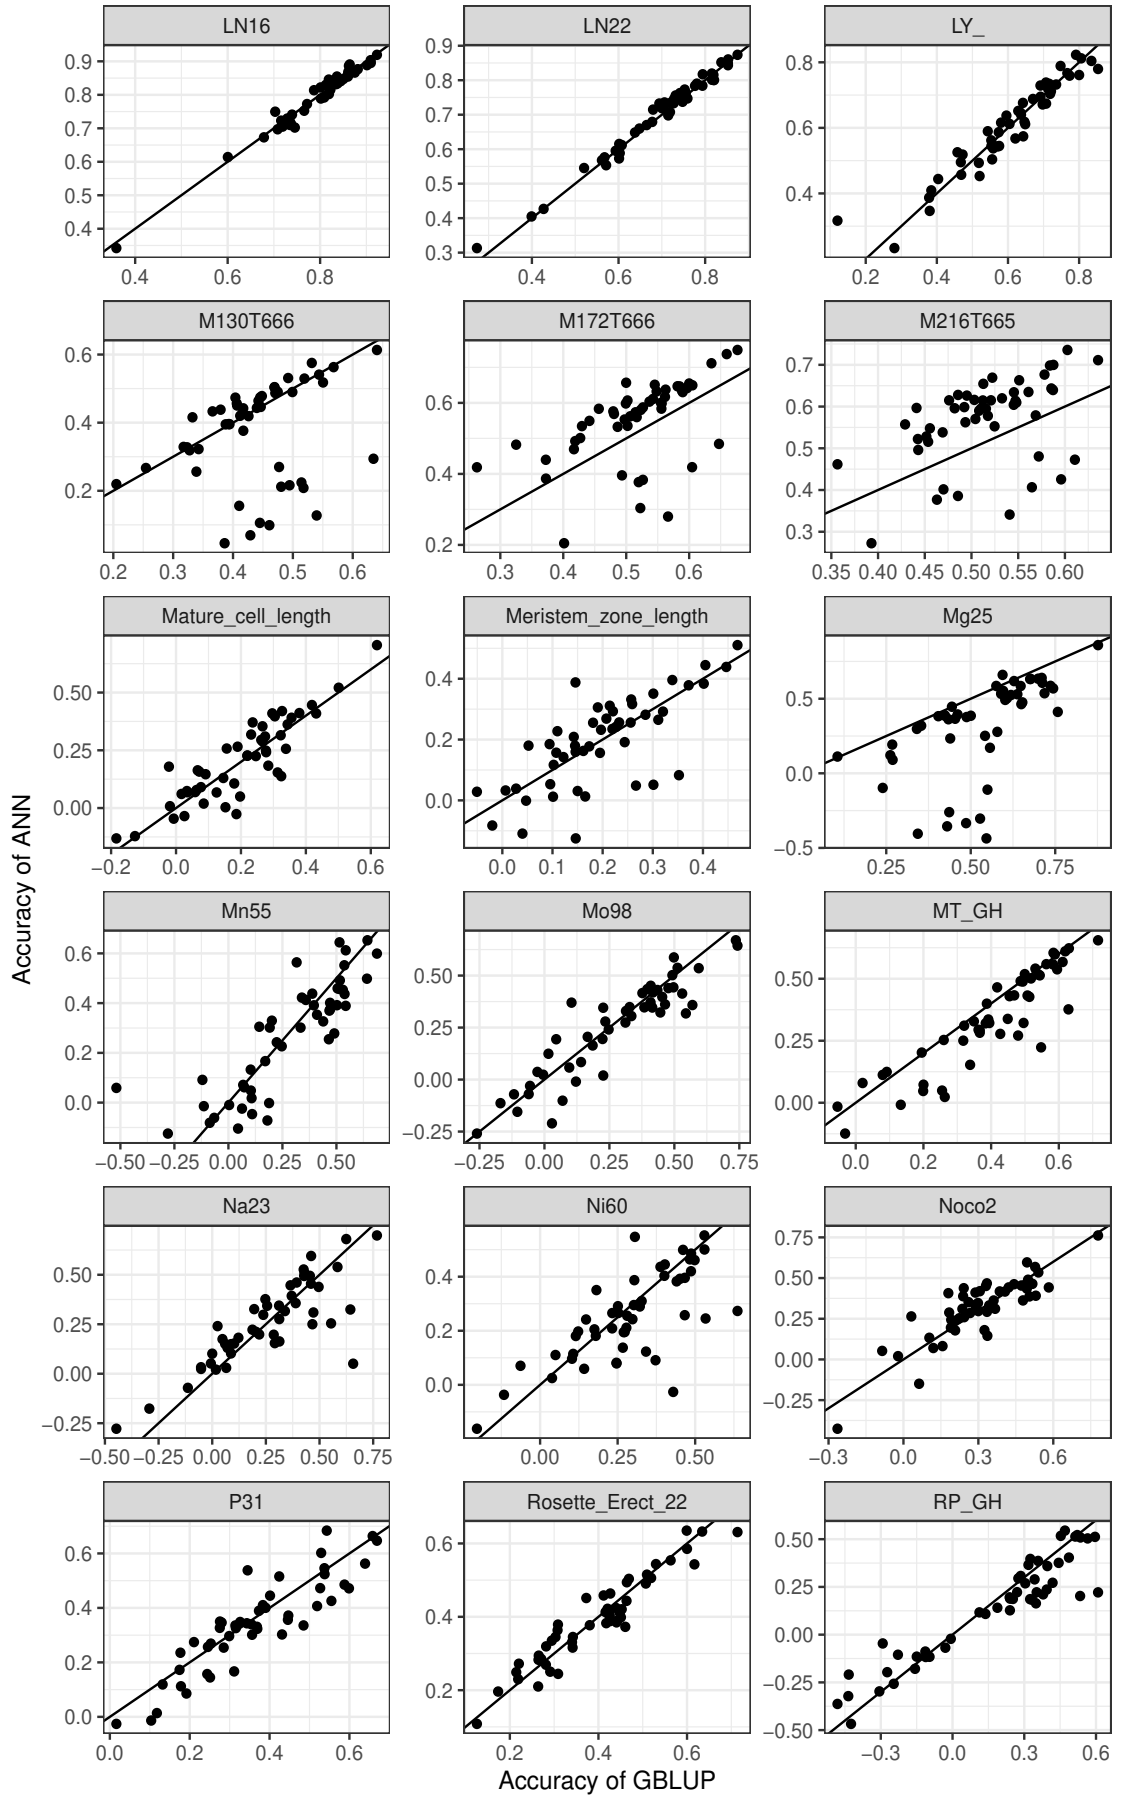 LN16 LN22 LY_
0.9 0.9 0.8
0.8 0.8
0.7 0.7
0.6 0.6 0.6
0.5 0.5
0.4 0.4 0.4
0.3
0.4 0.6 0.8 0.4 0.6 0.8 0.2 0.4 0.6 0.8
M130T666 M172T666 M216T665
0.6 0.6 0.7
0.6
0.4 0.4 0.5
0.4
0.2 0.2 0.3
0.2 0.3 0.4 0.5 0.6 0.3 0.4 0.5 0.6 0.35 0.40 0.45 0.50 0.55 0.60
Mature_cell_length Meristem_zone_length Mg25
0.50 0.4 0.5
0.25 0.2 0.0
0.00 0.0 −0.5
−0.2 0.0 0.2 0.4 0.6 0.0 0.1 0.2 0.3 0.4 0.25 0.50 0.75
Accuracy of ANN
Mn55 Mo98 MT_GH
0.6 0.50 0.50
0.4 0.25 0.25
0.2 0.00 0.00
0.0 −0.25
−0.50 −0.25 0.00 0.25 0.50 −0.25 0.00 0.25 0.50 0.75 0.0 0.2 0.4 0.6
Na23 Ni60 Noco2
0.50 0.4 0.75
0.25 0.2 0.50
0.00 0.0 0.25
−0.25 0.00
−0.25
−0.50 −0.25 0.00 0.25 0.50 0.75 0.00 0.25 0.50 −0.3 0.0 0.3 0.6
P31 Rosette_Erect_22 RP_GH
0.6 0.6 0.50
0.4 0.4 0.25
0.2 0.2 0.00
0.0 −0.25
−0.50
0.0 0.2 0.4 0.6 0.2 0.4 0.6 −0.3 0.0 0.3 0.6
Accuracy of GBLUP